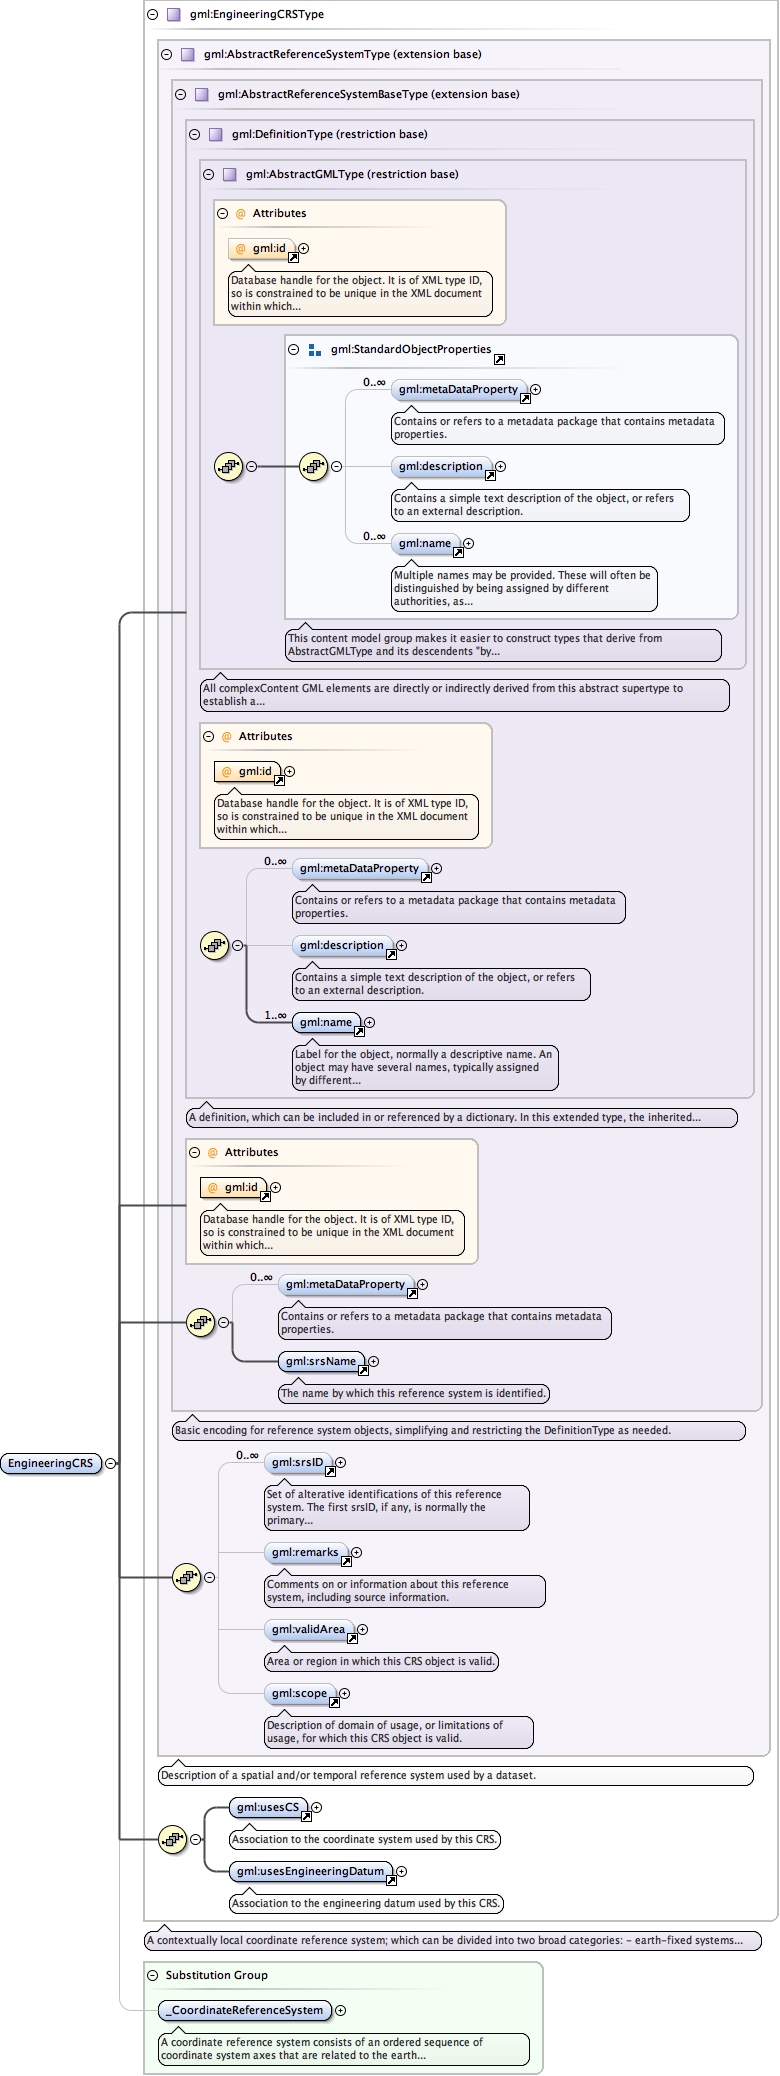 gml:EngineeringCRSType
gml:AbstractReferenceSystemType (extension base)
gml:AbstractReferenceSystemBaseType (extension base)
gml:DefinitionType (restriction base)
gml:AbstractGMLType (restriction base)
@ Attributes
@ gml:id
Database handle for the object. It is of XML type ID,
so is constrained to be unique in the XML document
within which...
gml:StandardObjectProperties
0..∞
gml:metaDataProperty
Contains or refers to a metadata package that contains metadata
properties.
gml:description
Contains a simple text description of the object, or refers
to an external description.
0..∞
gml:name
Multiple names may be provided. These will often be
distinguished by being assigned by different
authorities, as...
This content model group makes it easier to construct types that derive from
AbstractGMLType and its descendents "by...
All complexContent GML elements are directly or indirectly derived from this abstract supertype to
establish a...
@ Attributes
@ gml:id
Database handle for the object. It is of XML type ID,
so is constrained to be unique in the XML document
within which...
0..∞
gml:metaDataProperty
Contains or refers to a metadata package that contains metadata
properties.
gml:description
Contains a simple text description of the object, or refers
to an external description.
1..∞
gml:name
Label for the object, normally a descriptive name. An
object may have several names, typically assigned
by different...
A definition, which can be included in or referenced by a dictionary. In this extended type, the inherited...
@ Attributes
@ gml:id
Database handle for the object. It is of XML type ID,
so is constrained to be unique in the XML document
within which...
0..∞
gml:metaDataProperty
Contains or refers to a metadata package that contains metadata
properties.
gml:srsName
The name by which this reference system is identified.
Basic encoding for reference system objects, simplifying and restricting the DefinitionType as needed.
EngineeringCRS
0..∞
gml:srsID
Set of alterative identifications of this reference
system. The first srsID, if any, is normally the
primary...
gml:remarks
Comments on or information about this reference
system, including source information.
gml:validArea
Area or region in which this CRS object is valid.
gml:scope
Description of domain of usage, or limitations of
usage, for which this CRS object is valid.
Description of a spatial and/or temporal reference system used by a dataset.
gml:usesCS
Association to the coordinate system used by this CRS.
gml:usesEngineeringDatum
Association to the engineering datum used by this CRS.
A contextually local coordinate reference system; which can be divided into two broad categories: - earth-fixed systems...
Substitution Group
_CoordinateReferenceSystem
A coordinate reference system consists of an ordered sequence of
coordinate system axes that are related to the earth...